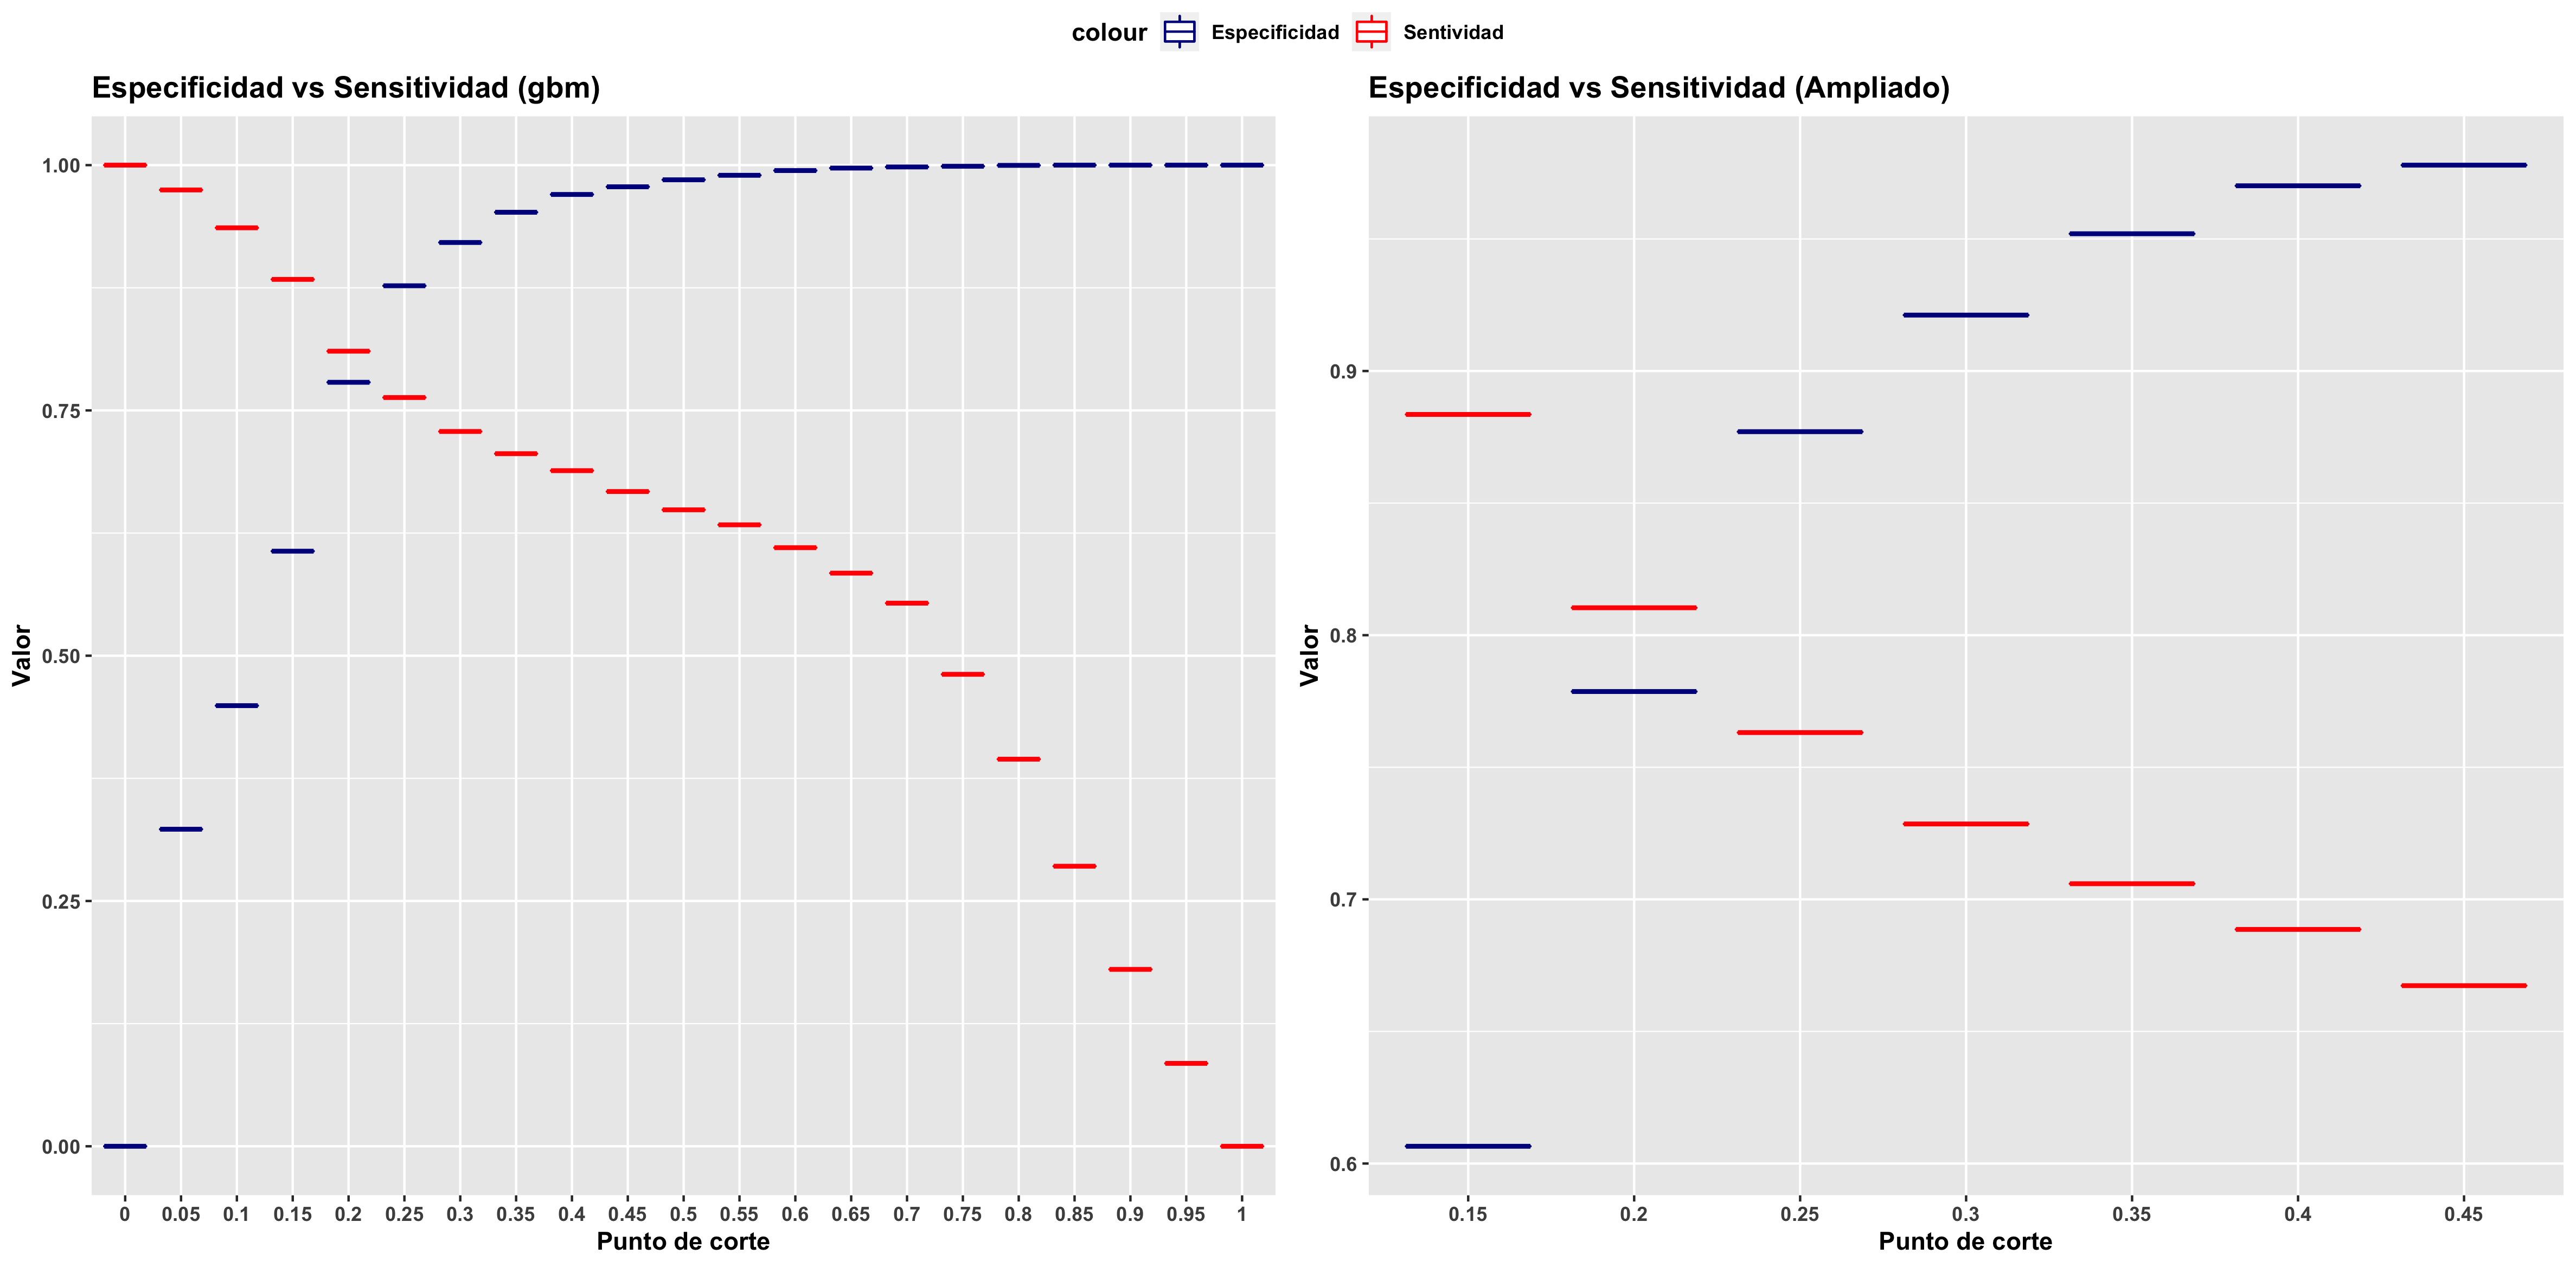 colour Especificidad Sentividad
Especificidad vs Sensitividad (gbm)
1.00
0.75
0.50
0.25
0.00
Valor
0 0.05 0.1 0.15 0.2 0.25 0.3 0.35 0.4 0.45 0.5 0.55 0.6 0.65 0.7 0.75 0.8 0.85 0.9 0.95 1
Punto de corte
Especificidad vs Sensitividad (Ampliado)
0.9
0.8
0.7
0.6
Valor
0.15 0.2 0.25 0.3 0.35 0.4 0.45
Punto de corte